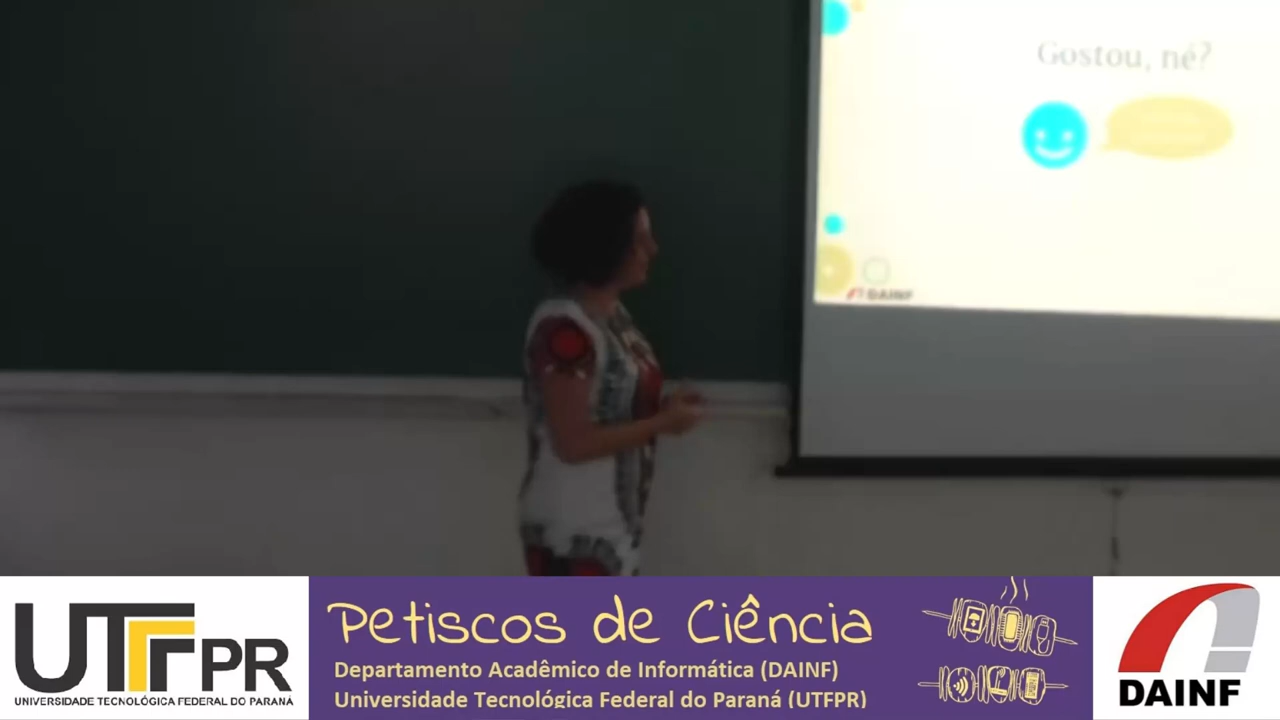 Gostou, né?
DAINF
UTFPR
UNIVERSIDADE TECNOLÓGICA FEDERAL DO PARANÁ
Petiscos de Ciência
Departamento Acadêmico de Informática (DAINF)
Universidade Tecnológica Federal do Paraná (UTFPR)
DAINF